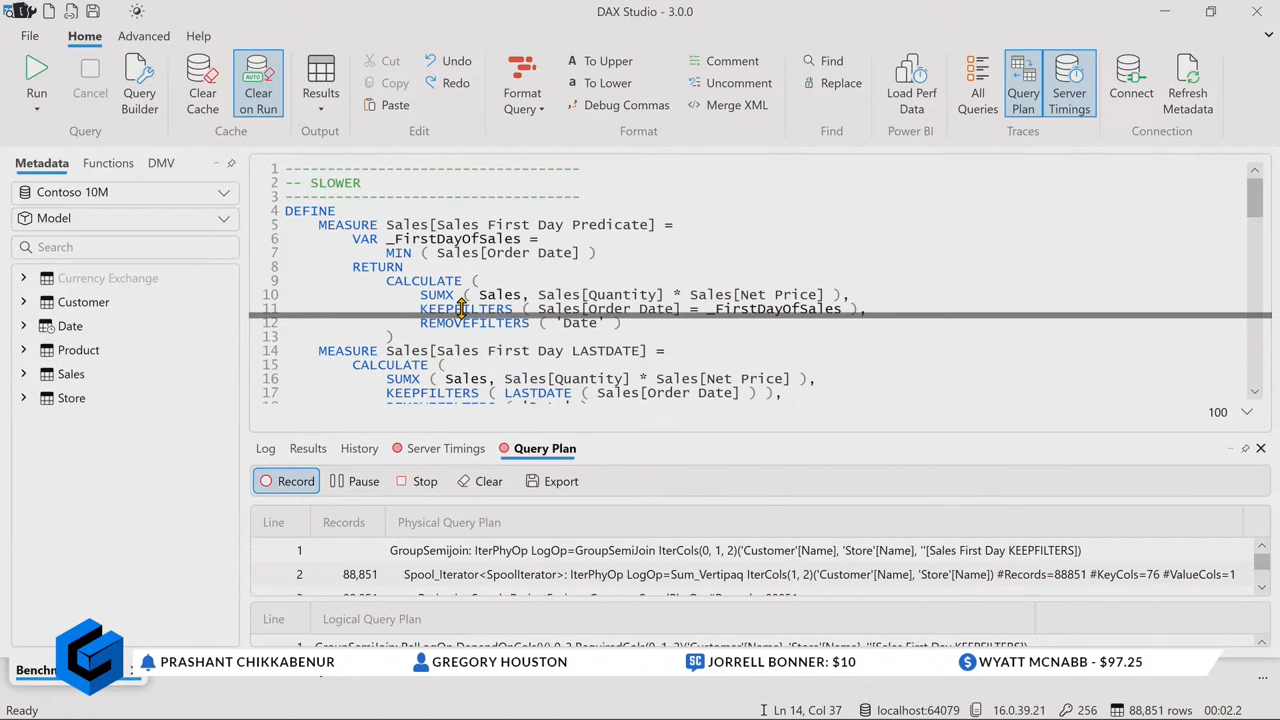 DAX Studio - 3.0.0
File Home Advanced Help
Run Cancel Query Builder Clear Cache AUTO Clear on Run Results Cut Copy Paste Undo Redo Format Query a To Upper a To Lower Debug Commas Comment Uncomment Merge XML Find Replace Load Perf Data All Queries Query Plan Server Timings Connect Refresh Metadata
Query Cache Output Edit Format Find Power BI Traces Connection
Metadata Functions DMV
Contoso 10M
Model
Search
Currency Exchange
Customer
Date
Product
Sales
Store
1 -----------------------------------
2 -- SLOWER
3 -----------------------------------
4 DEFINE
5 MEASURE Sales[Sales First Day Predicate] =
6 VAR _FirstDayOfSales =
7 MIN ( Sales[Order Date] )
8 RETURN
9 CALCULATE (
10 SUMX ( Sales, Sales[Quantity] * Sales[Net Price] ),
11 KEEPFILTERS ( Sales[Order Date] = _FirstDayOfSales ),
12 REMOVEFILTERS ( 'Date' )
13 )
14 MEASURE Sales[Sales First Day LASTDATE] =
15 CALCULATE (
16 SUMX ( Sales, Sales[Quantity] * Sales[Net Price] ),
17 KEEPFILTERS ( LASTDATE ( Sales[Order Date] ) ),
100
Log Results History Server Timings Query Plan
Record Pause Stop Clear Export
Line Records Physical Query Plan
1 GroupSemijoin: IterPhyOp LogOp=GroupSemiJoin IterCols(0, 1, 2)('Customer'[Name], 'Store'[Name], ''[Sales First Day KEEPFILTERS])
2 88,851 Spool_Iterator<SpoolIterator>: IterPhyOp LogOp=Sum_Vertipaq IterCols(1, 2)('Customer'[Name], 'Store'[Name]) #Records=88851 #KeyCols=76 #ValueCols=1
Line Logical Query Plan
Benchm
PRASHANT CHIKKABENUR GREGORY HOUSTON SC JORRELL BONNER: $10 WYATT MCNABB - $97.25
Ready Ln 14, Col 37 localhost:64079 16.0.39.21 256 88,851 rows 00:02.2